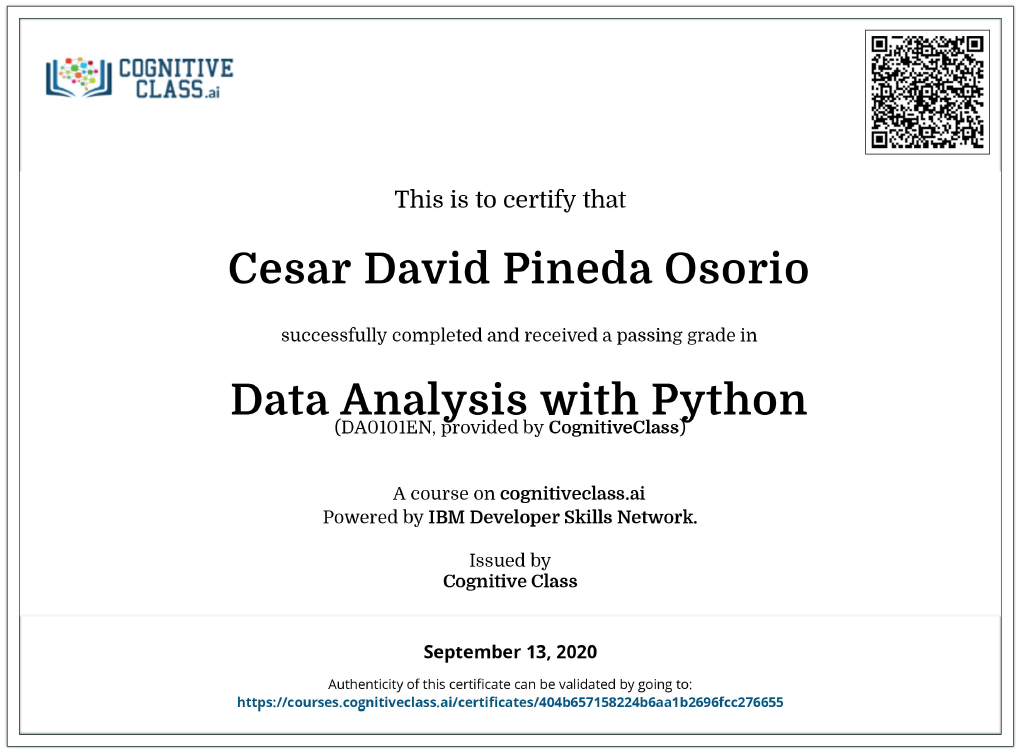 COGNITIVE
CLASS.ai
This is to certify that
Cesar David Pineda Osorio
successfully completed and received a passing grade in
Data Analysis with Python
(DA0101EN, provided by CognitiveClass)
A course on cognitiveclass.ai
Powered by IBM Developer Skills Network.
Issued by
Cognitive Class
September 13, 2020
Authenticity of this certificate can be validated by going to:
https://courses.cognitiveclass.ai/certificates/404b657158224b6aa1b2696fcc276655